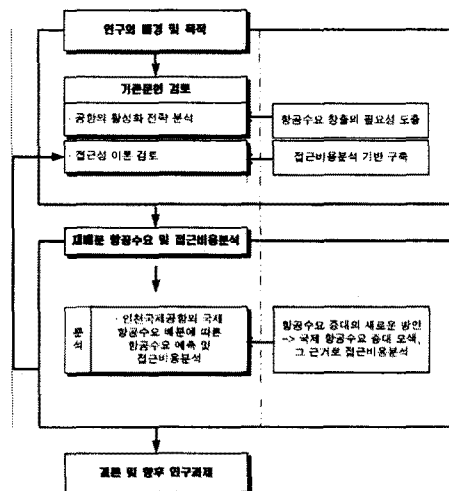 연구의 배경 및 목적
기존문헌 검토
· 공항의 활성화 전략 분석
항공수요 창출의 필요성 도출
· 접근성 이론 검토
접근비용분석 기반 구축
재배분 항공수요 및 접근비용분석
분석
· 인천국제공항의 국제
항공수요 배분에 따른
항공수요 예측 및
접근비용분석
항공수요 증대의 새로운 방안
-> 국제 항공수요 증대 모색,
그 근거로 접근비용분석
결론 및 향후 연구과제